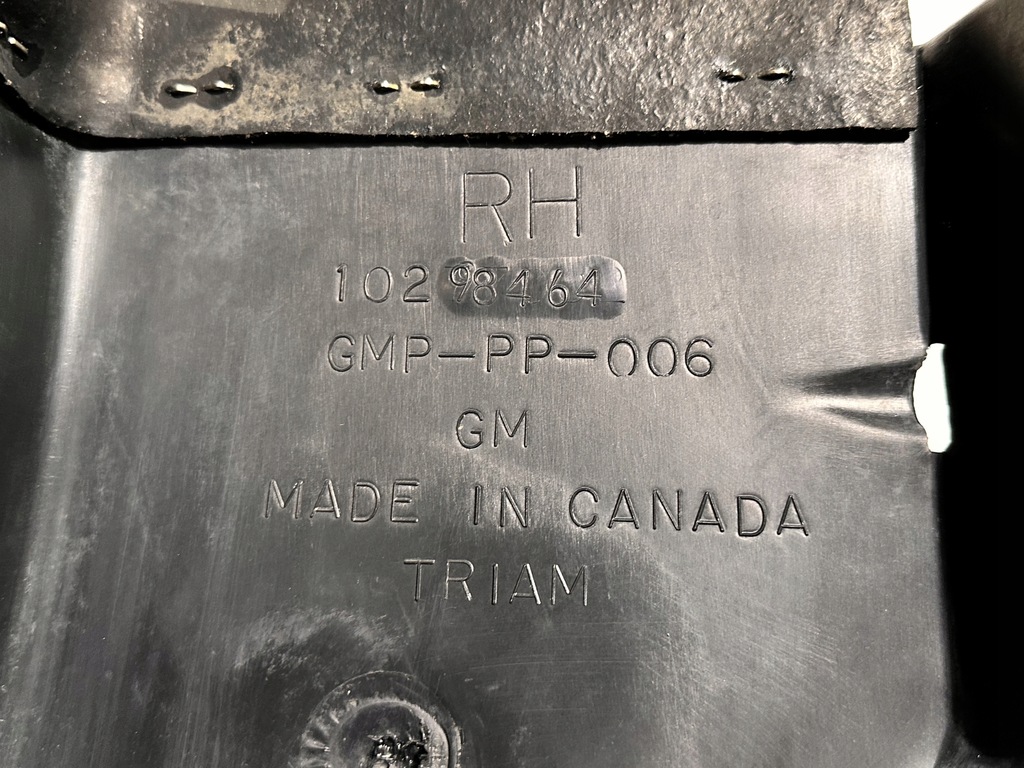 RH
10298464
GMP-PP-006
GM
MADE IN CANADA
TRIAM